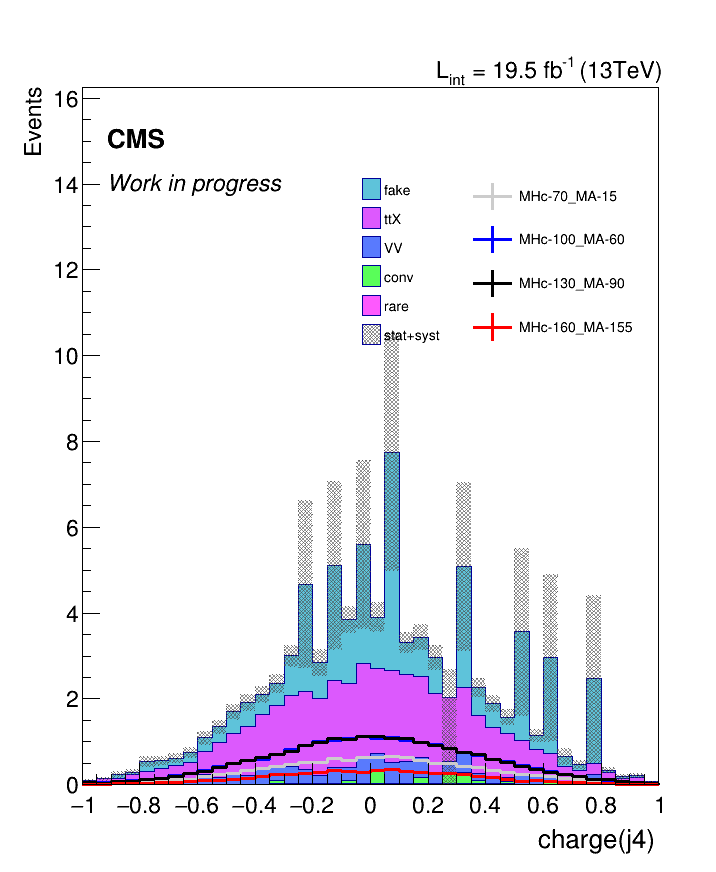 L_int = 19.5 fb^-1 (13TeV)
Events
16
CMS
Work in progress
14
12
10
8
6
4
2
0
fake
ttX
VV
conv
rare
stat+syst
MHc-70_MA-15
MHc-100_MA-60
MHc-130_MA-90
MHc-160_MA-155
−1 −0.8 −0.6 −0.4 −0.2 0 0.2 0.4 0.6 0.8 1
charge(j4)